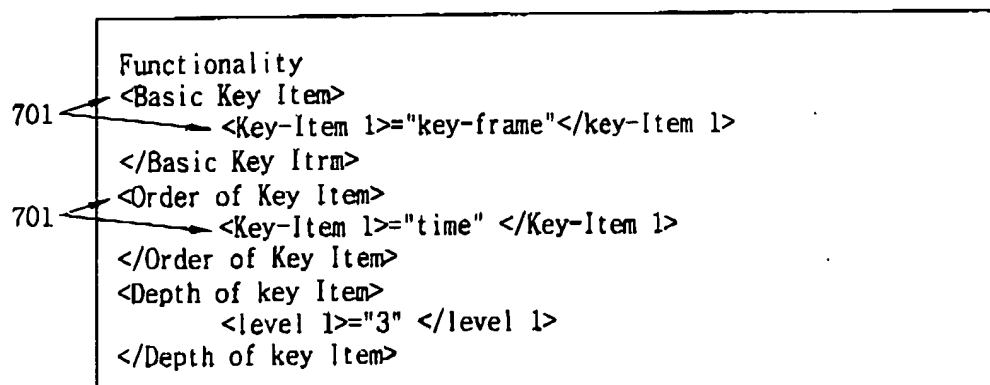 Functionality
701 <Basic Key Item>
<Key-Item 1>="key-frame"</key-Item 1>
</Basic Key Itrm>
701 <Order of Key Item>
<Key-Item 1>="time" </Key-Item 1>
</Order of Key Item>
<Depth of key Item>
<level 1>="3" </level 1>
</Depth of key Item>